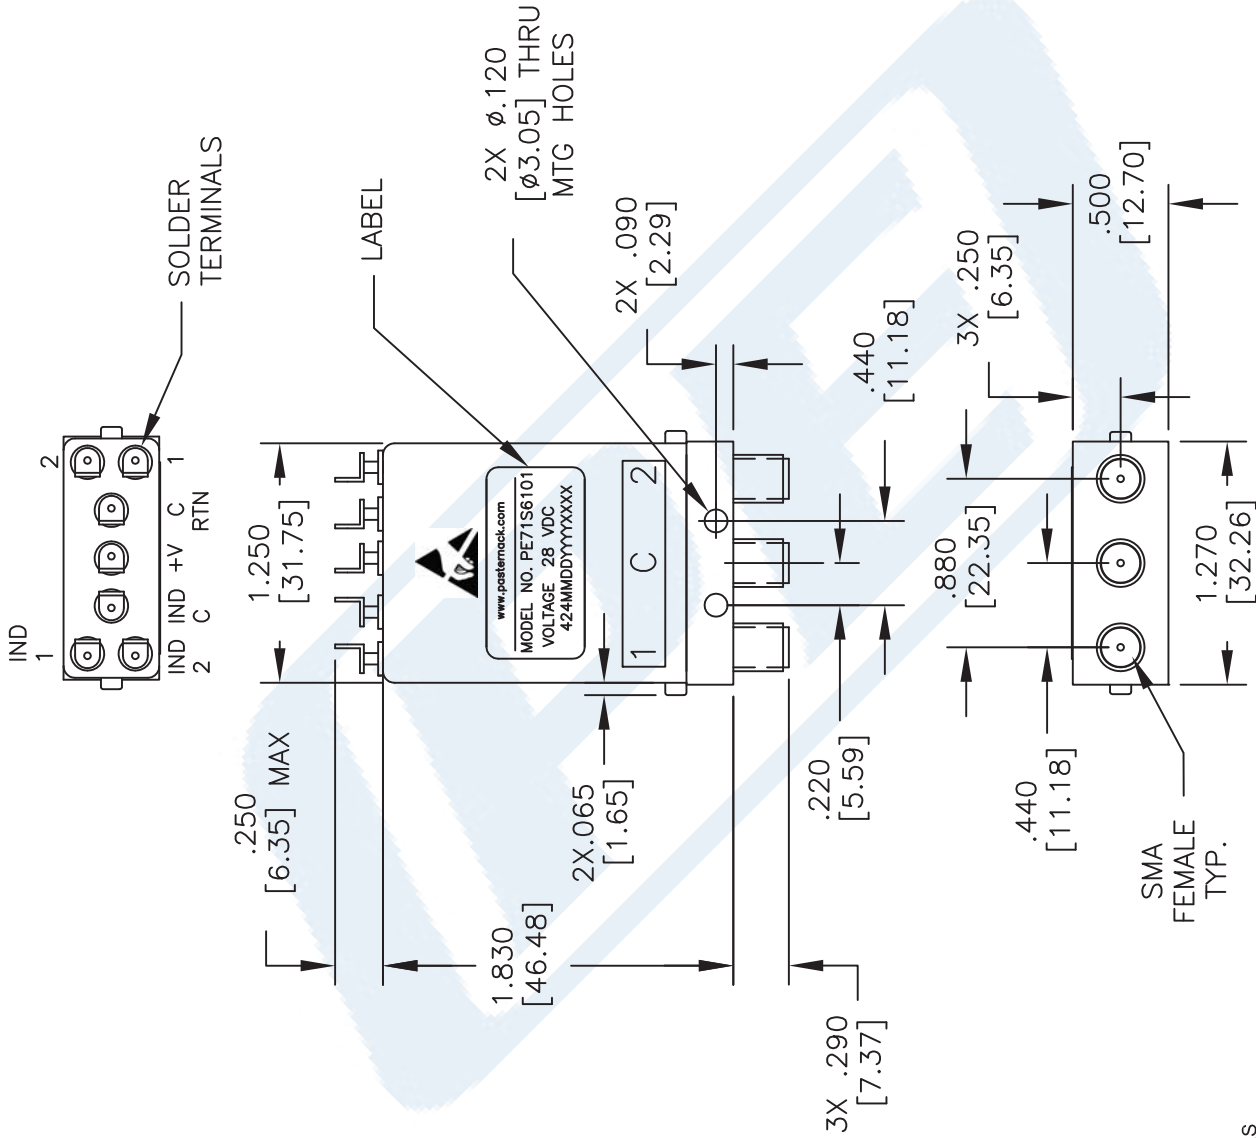 IND
1
IND
2
IND
C
+V
C
RTN
2
1
SOLDER
TERMINALS
1.250
[31.75]
.250
[6.35] MAX
LABEL
2X ø.120
[ø3.05] THRU
MTG HOLES
www.pasternack.com
MODEL NO. PE71S6101
VOLTAGE 28 VDC
424MMDDYYYYXXXX
1 C 2
2X .090
[2.29]
.440
[11.18]
2X.065
[1.65]
1.830
[46.48]
.220
[5.59]
3X .290
[7.37]
3X .250
[6.35]
.500
[12.70]
.880
[22.35]
1.270
[32.26]
.440
[11.18]
SMA
FEMALE
TYP.
S